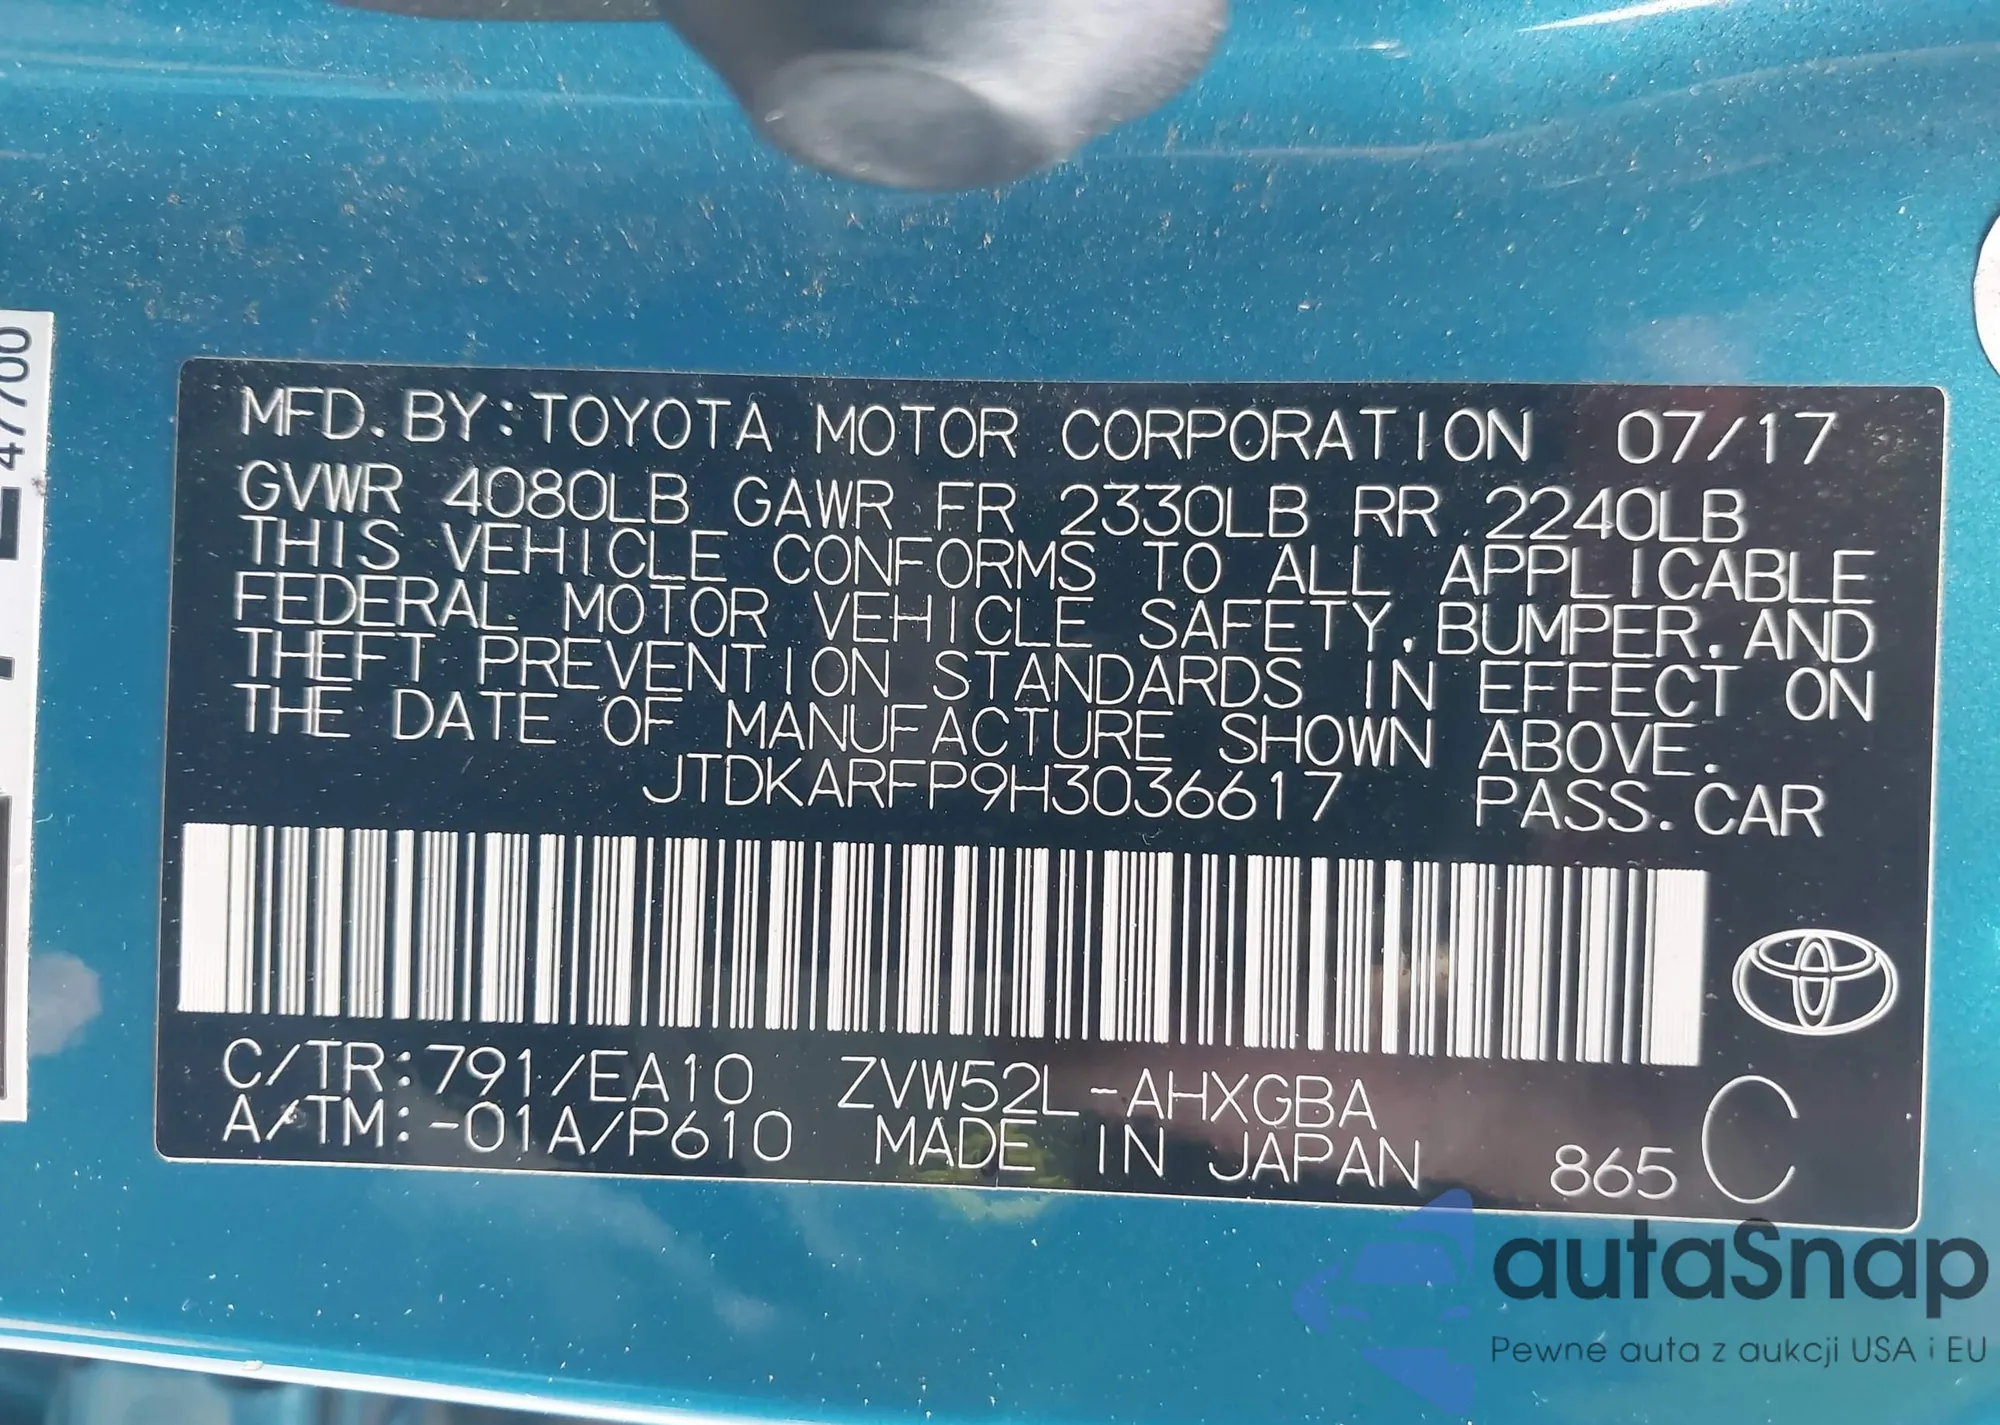 MFD.BY:TOYOTA MOTOR CORPORATION 07/17
GVWR 4080LB GAWR FR 2330LB RR 2240LB
THIS VEHICLE CONFORMS TO ALL APPLICABLE
FEDERAL MOTOR VEHICLE SAFETY,BUMPER,AND
THEFT PREVENTION STANDARDS IN EFFECT ON
THE DATE OF MANUFACTURE SHOWN ABOVE.
JTDKARFP9H3036617 PASS.CAR
C/TR:791/EA10 ZVW52L-AHXGBA
A/TM:-01A/P610 MADE IN JAPAN 865 C
47700
autaSnap
Pewne auta z aukcji USA i EU